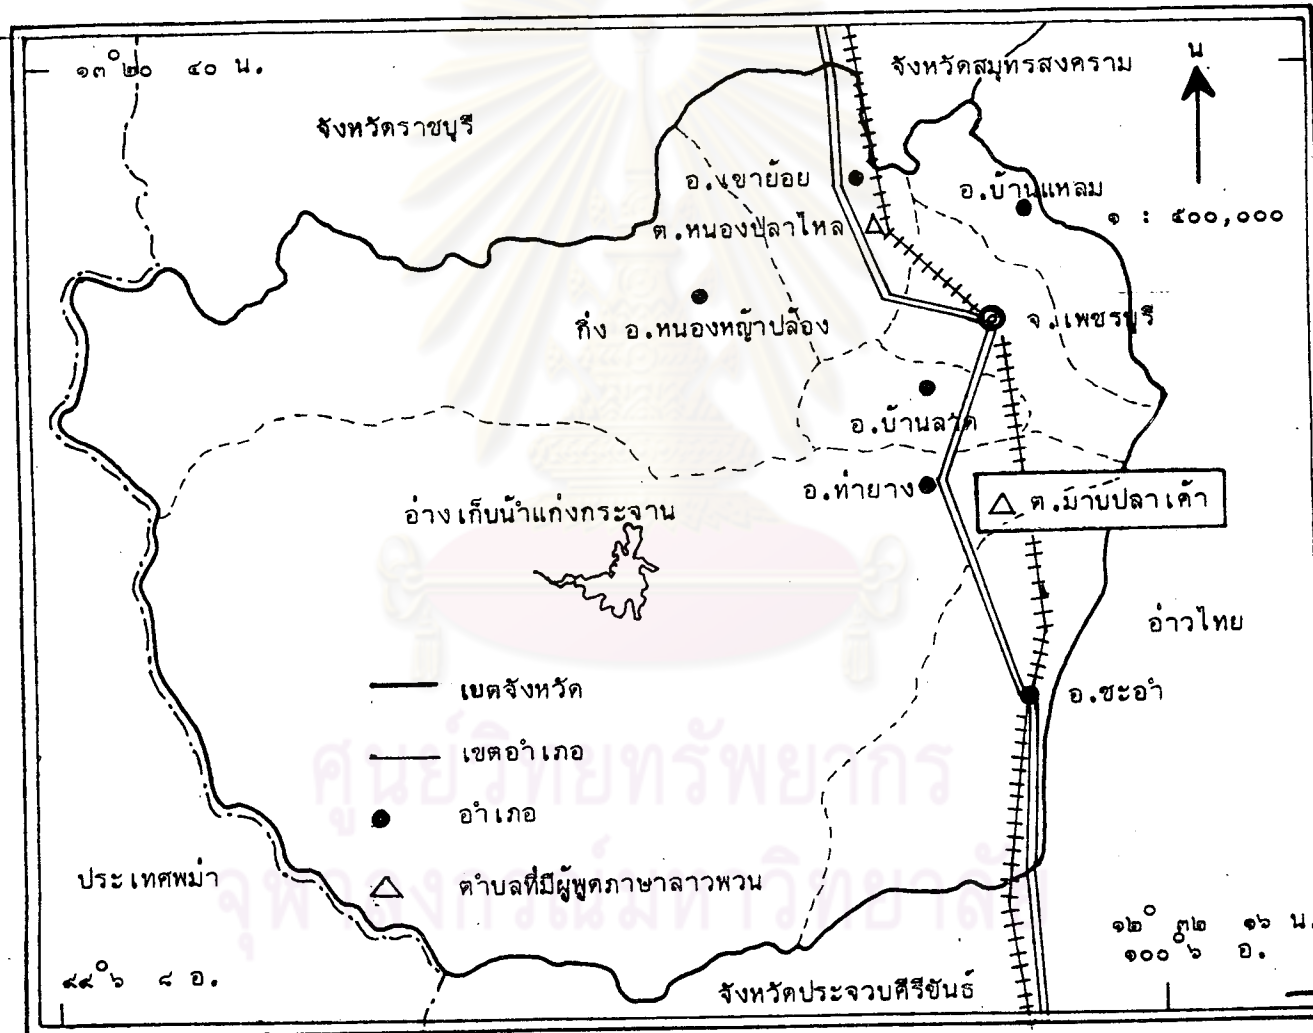 ๑๓° ๒๐ ๔๐ น.
จังหวัดสมุทรสงคราม
น
จังหวัดราชบุรี
อ.เขาย้อย
อ.บ้านแหลม
๑ : ๕๐๐,๐๐๐
ต.หนองปลาไหล
จ.เพชรบุรี
กิ่ง อ.หนองหญ้าปล้อง
อ.บ้านลาด
อ.ท่ายาง
ต.มาบปลาเค้า
อ่างเก็บน้ำแก่งกระจาน
อ่าวไทย
เขตจังหวัด
อ.ชะอำ
เขตอำเภอ
อำเภอ
ประเทศพม่า
ตำบลที่มีผู้พูดภาษาลาวพวน
๑๒° ๓๒ ๑๖ น.
๑๐๐° ๖ อ.
๙๙° ๖ ๘ อ.
จังหวัดประจวบคีรีขันธ์
ศูนย์วิทยทรัพยากร
จุฬาลงกรณ์มหาวิทยาลัย